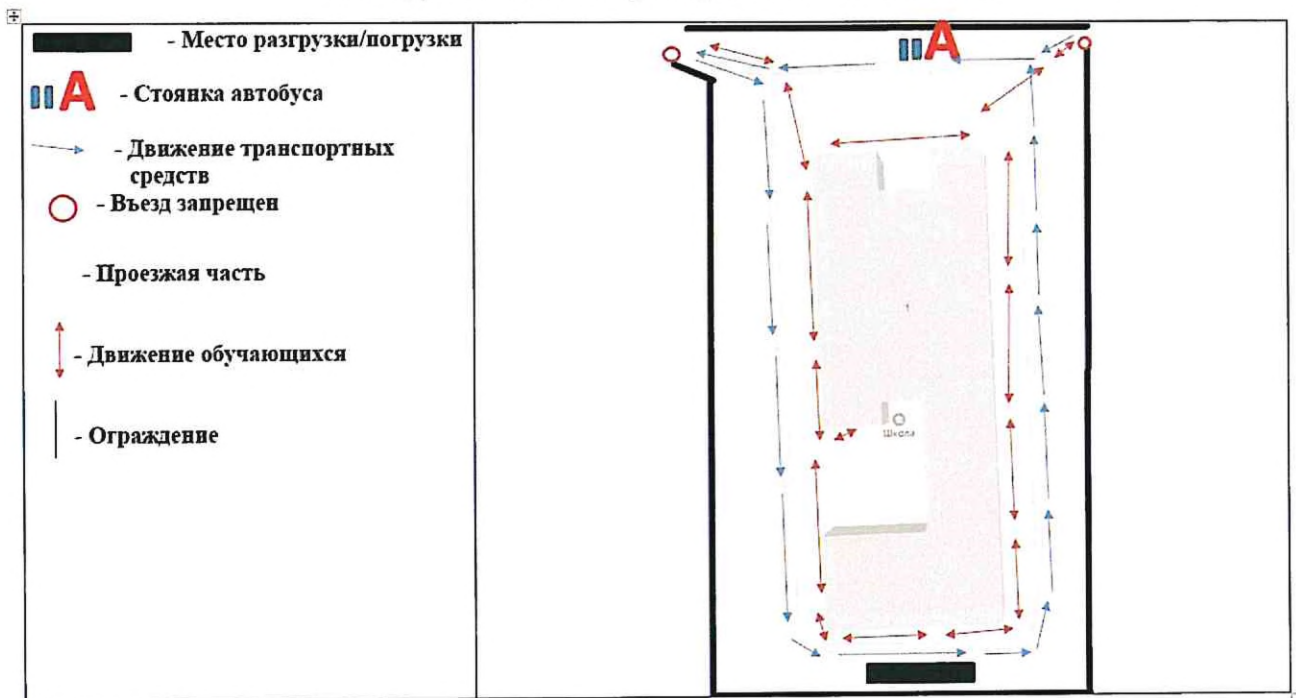 - Место разгрузки/погрузки
А
- Стоянка автобуса
- Движение транспортных
средств
- Въезд запрещен
- Проезжая часть
- Движение обучающихся
- Ограждение
А
Школа